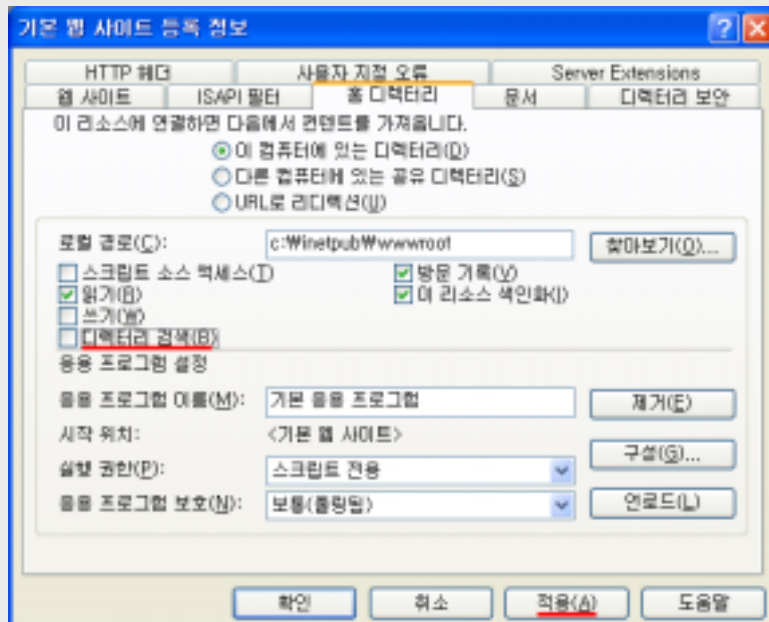 기본 웹 사이트 등록 정보
HTTP 헤더 사용자 지정 오류 Server Extensions
웹 사이트 ISAPI 필터 홈 디렉터리 문서 디렉터리 보안
이 리소스에 연결하면 다음에서 컨텐트를 가져옵니다.
이 컴퓨터에 있는 디렉터리(D)
다른 컴퓨터에 있는 공유 디렉터리(S)
URL로 리디렉션(U)
로컬 경로(C): c:₩inetpub₩wwwroot 찾아보기(O)...
스크립트 소스 액세스(T) 방문 기록(V)
읽기(R) 이 리소스 색인화(I)
쓰기(W)
디렉터리 검색(B)
응용 프로그램 설정
응용 프로그램 이름(M): 기본 응용 프로그램 제거(E)
시작 위치: <기본 웹 사이트>
구성(G)...
실행 권한(P): 스크립트 전용
응용 프로그램 보호(N): 보통(풀링됨) 언로드(L)
확인 취소 적용(A) 도움말